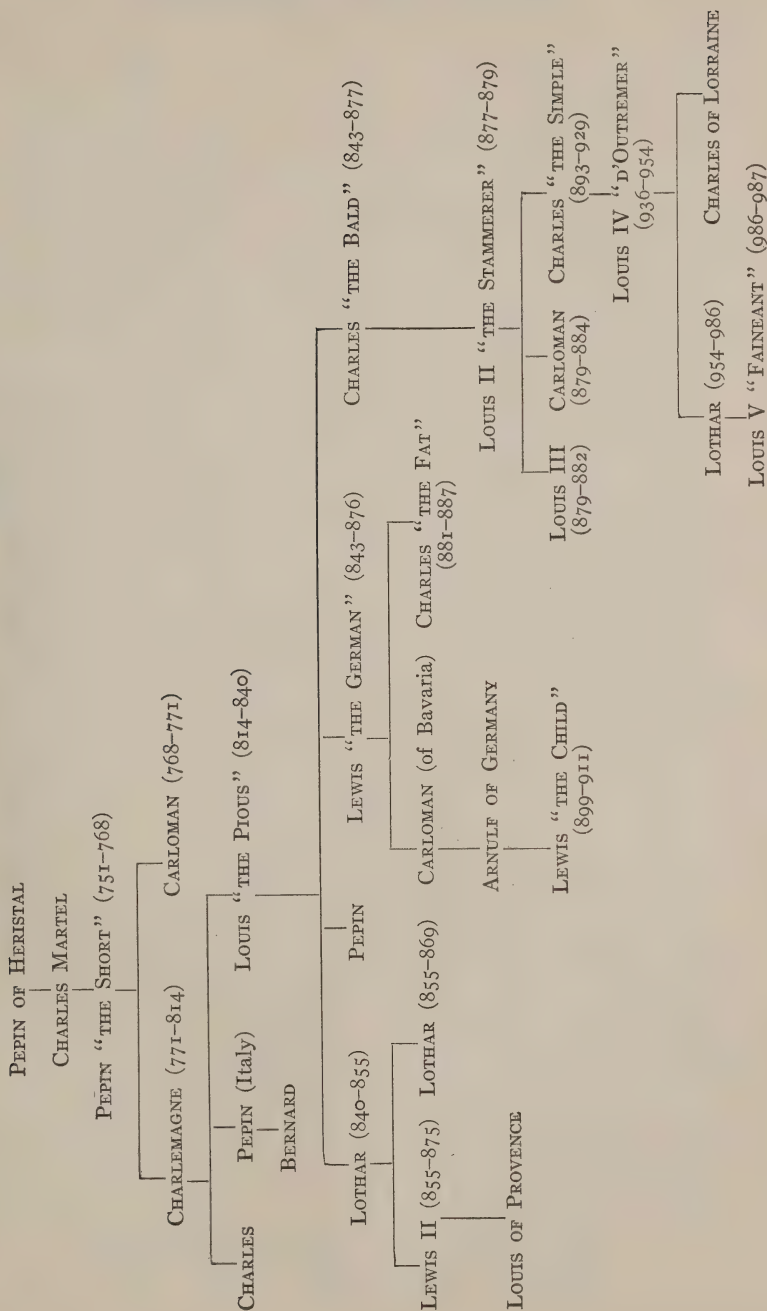 PEPIN OF HERISTAL
CHARLES MARTEL
PEPIN “THE SHORT” (751–768)
CHARLEMAGNE (771–814) CARLOMAN (768–771)
CHARLES PEPIN (Italy) LOUIS “THE PIOUS” (814–840)
BERNARD
LOTHAR (840–855) PEPIN LEWIS “THE GERMAN” (843–876) CHARLES “THE BALD” (843–877)
LEWIS II (855–875) LOTHAR (855–869) CARLOMAN (of Bavaria) CHARLES “THE FAT”
(881–887)
LOUIS OF PROVENCE ARNULF OF GERMANY LOUIS II “THE STAMMERER” (877–879)
LEWIS “THE CHILD”
(899–911)
LOUIS III CARLOMAN CHARLES “THE SIMPLE”
(879–882) (879–884) (893–929)
LOUIS IV “D’OUTREMER”
(936–954)
LOTHAR (954–986) CHARLES OF LORRAINE
LOUIS V “FAINEANT” (986–987)